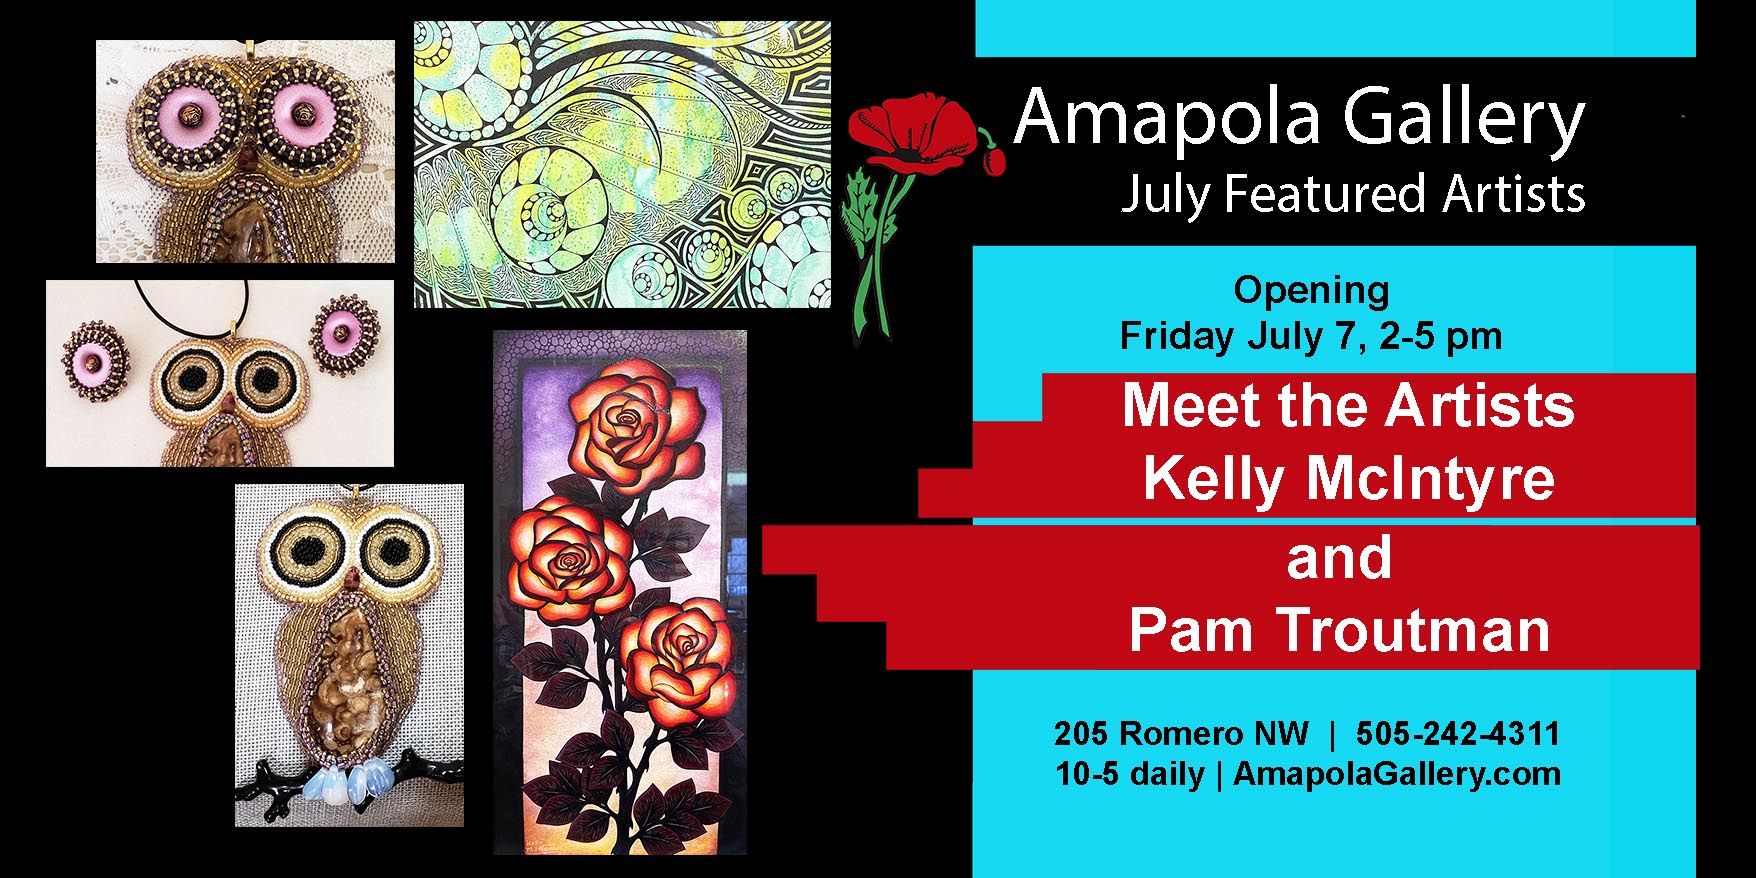 Amapola Gallery
July Featured Artists
Opening
Friday July 7, 2-5 pm
Meet the Artists
Kelly McIntyre
and
Pam Troutman
205 Romero NW | 505-242-4311
10-5 daily | AmapolaGallery.com